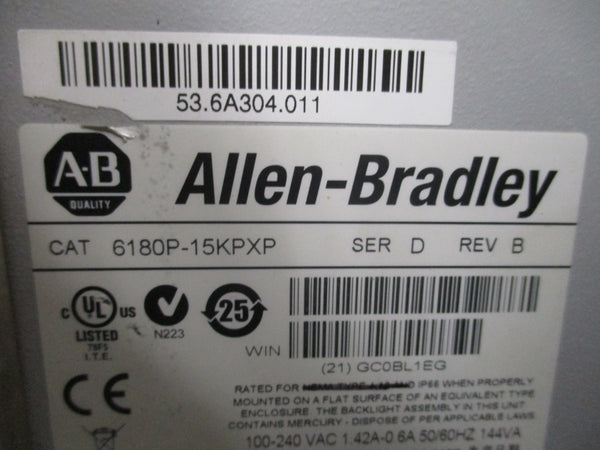 53.6A304.011
A-B
QUALITY
Allen-Bradley
CAT 6180P-15KPXP SER D REV B
C UL US
LISTED
I.T.E.
N223
25
WIN
(21) GC0BL1EG
CE
RATED FOR NEMA TYPE AND IP66 WHEN PROPERLY
MOUNTED ON A FLAT SURFACE OF AN EQUIVALENT TYPE
ENCLOSURE. THE BACKLIGHT ASSEMBLY IN THIS UNIT
CONTAINS MERCURY - DISPOSE OF PER APPLICABLE LAWS
100-240 VAC 1.42A-0.6A 50/60HZ 144VA